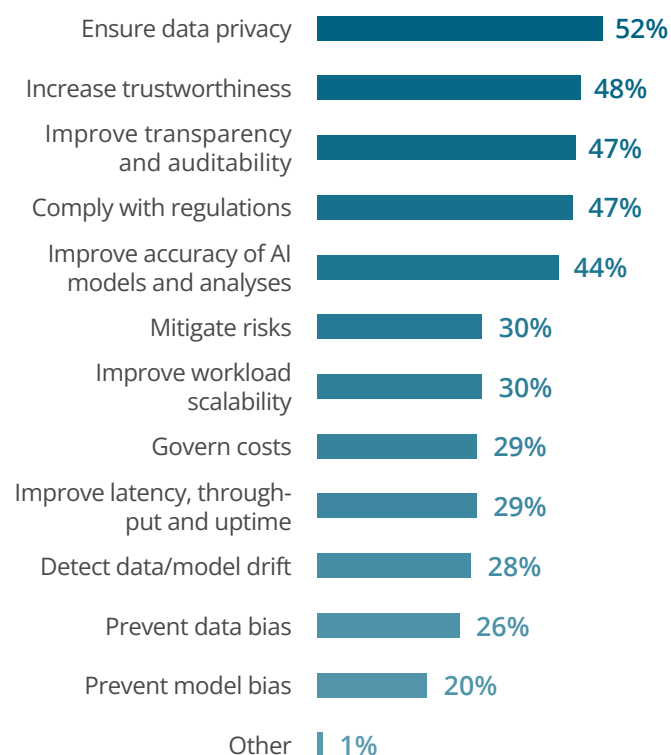 Ensure data privacy 52%
Increase trustworthiness 48%
Improve transparency
and auditability 47%
Comply with regulations 47%
Improve accuracy of AI
models and analyses 44%
Mitigate risks 30%
Improve workload
scalability 30%
Govern costs 29%
Improve latency, through-
put and uptime 29%
Detect data/model drift 28%
Prevent data bias 26%
Prevent model bias 20%
Other 1%